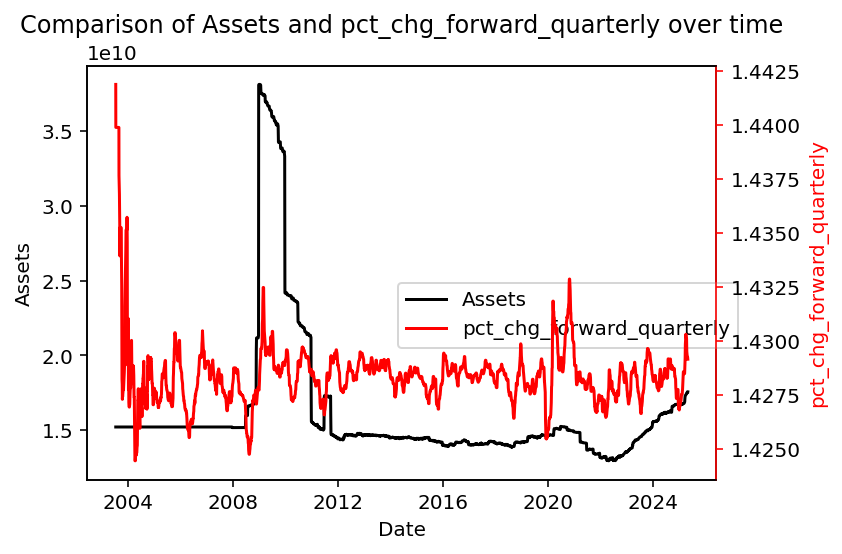 Comparison of Assets and pct_chg_forward_quarterly over time
1e10
3.5
3.0
2.5
2.0
1.5
Assets
1.4425
1.4400
1.4375
1.4350
1.4325
1.4300
1.4275
1.4250
pct_chg_forward_quarterly
Assets
pct_chg_forward_quarterly
2004
2008
2012
2016
2020
2024
Date